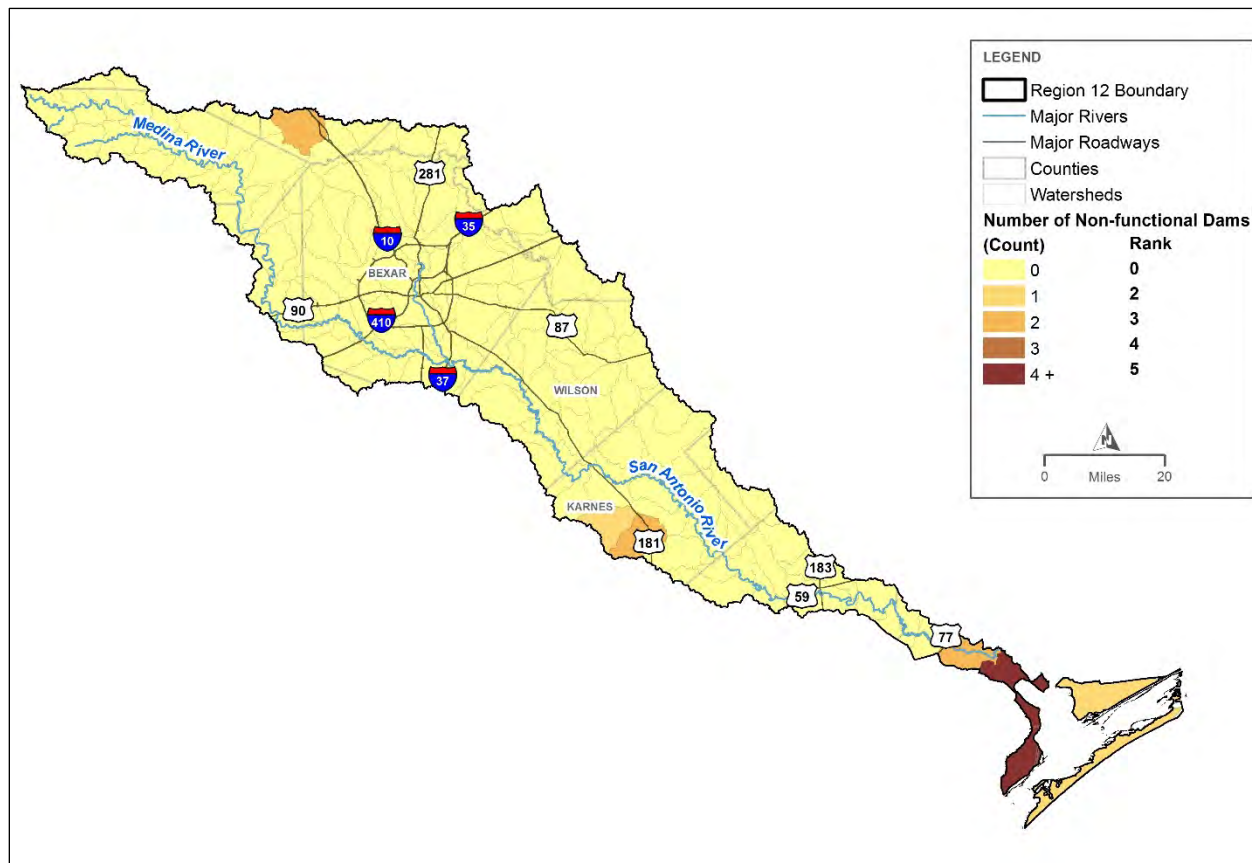 LEGEND
Region 12 Boundary
Major Rivers
Major Roadways
Counties
Watersheds
Number of Non-functional Dams
(Count) Rank
0 0
1 2
2 3
3 4
4 + 5
N
0 20
Miles
Medina River
281
35
10
BEXAR
90
410
87
37
WILSON
San Antonio River
KARNES
181
183
59
77